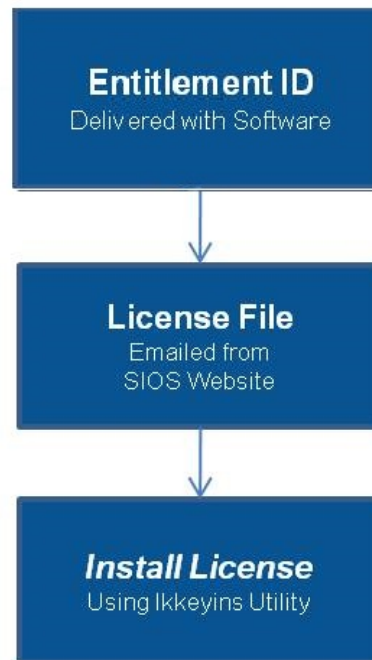 Entitlement ID
Delivered with Software
License File
Emailed from
SIOS Website
Install License
Using lkkeyins Utility